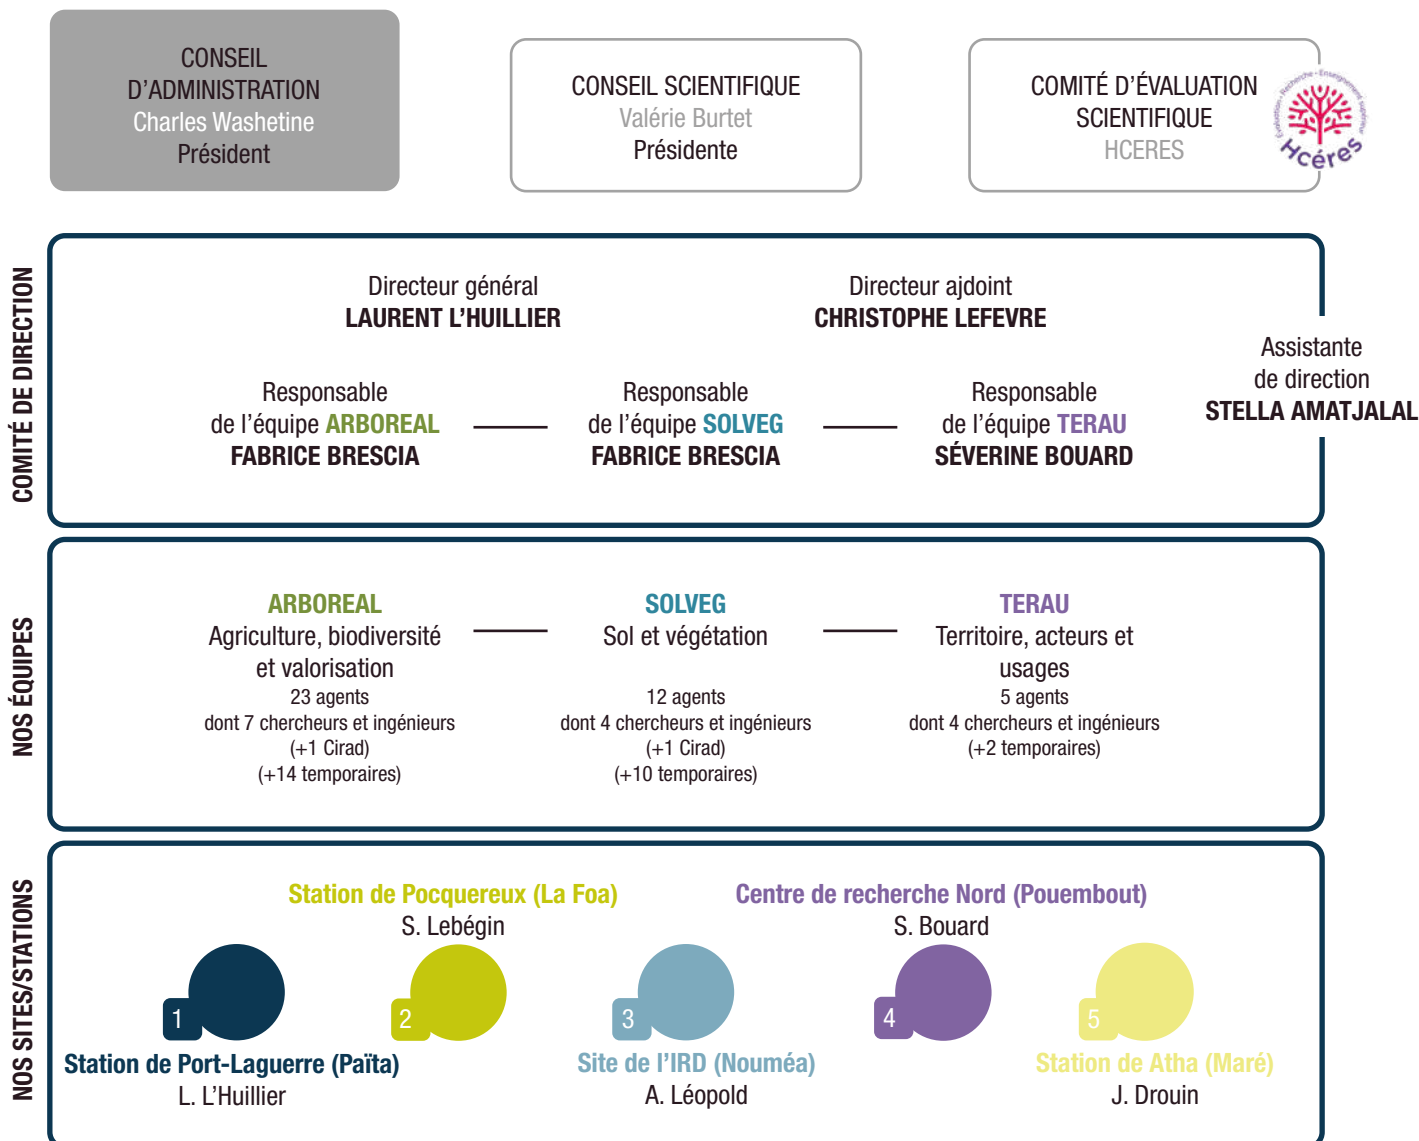 CONSEIL
D'ADMINISTRATION
Charles Washetine
Président
CONSEIL SCIENTIFIQUE
Valérie Burtet
Présidente
COMITÉ D'ÉVALUATION
SCIENTIFIQUE
HCERES
Évaluation - Recherche - Enseignement supérieur
Hcéres
COMITÉ DE DIRECTION
Directeur général
LAURENT L'HUILLIER
Directeur ajdoint
CHRISTOPHE LEFEVRE
Assistante
de direction
STELLA AMATJALAL
Responsable
de l'équipe ARBOREAL
FABRICE BRESCIA
Responsable
de l'équipe SOLVEG
FABRICE BRESCIA
Responsable
de l'équipe TERAU
SÉVERINE BOUARD
NOS ÉQUIPES
ARBOREAL
Agriculture, biodiversité
et valorisation
23 agents
dont 7 chercheurs et ingénieurs
(+1 Cirad)
(+14 temporaires)
SOLVEG
Sol et végétation
12 agents
dont 4 chercheurs et ingénieurs
(+1 Cirad)
(+10 temporaires)
TERAU
Territoire, acteurs et
usages
5 agents
dont 4 chercheurs et ingénieurs
(+2 temporaires)
NOS SITES/STATIONS
1
Station de Port-Laguerre (Païta)
L. L'Huillier
Station de Pocquereux (La Foa)
S. Lebégin
2
3
Site de l'IRD (Nouméa)
A. Léopold
Centre de recherche Nord (Pouembout)
S. Bouard
4
5
Station de Atha (Maré)
J. Drouin